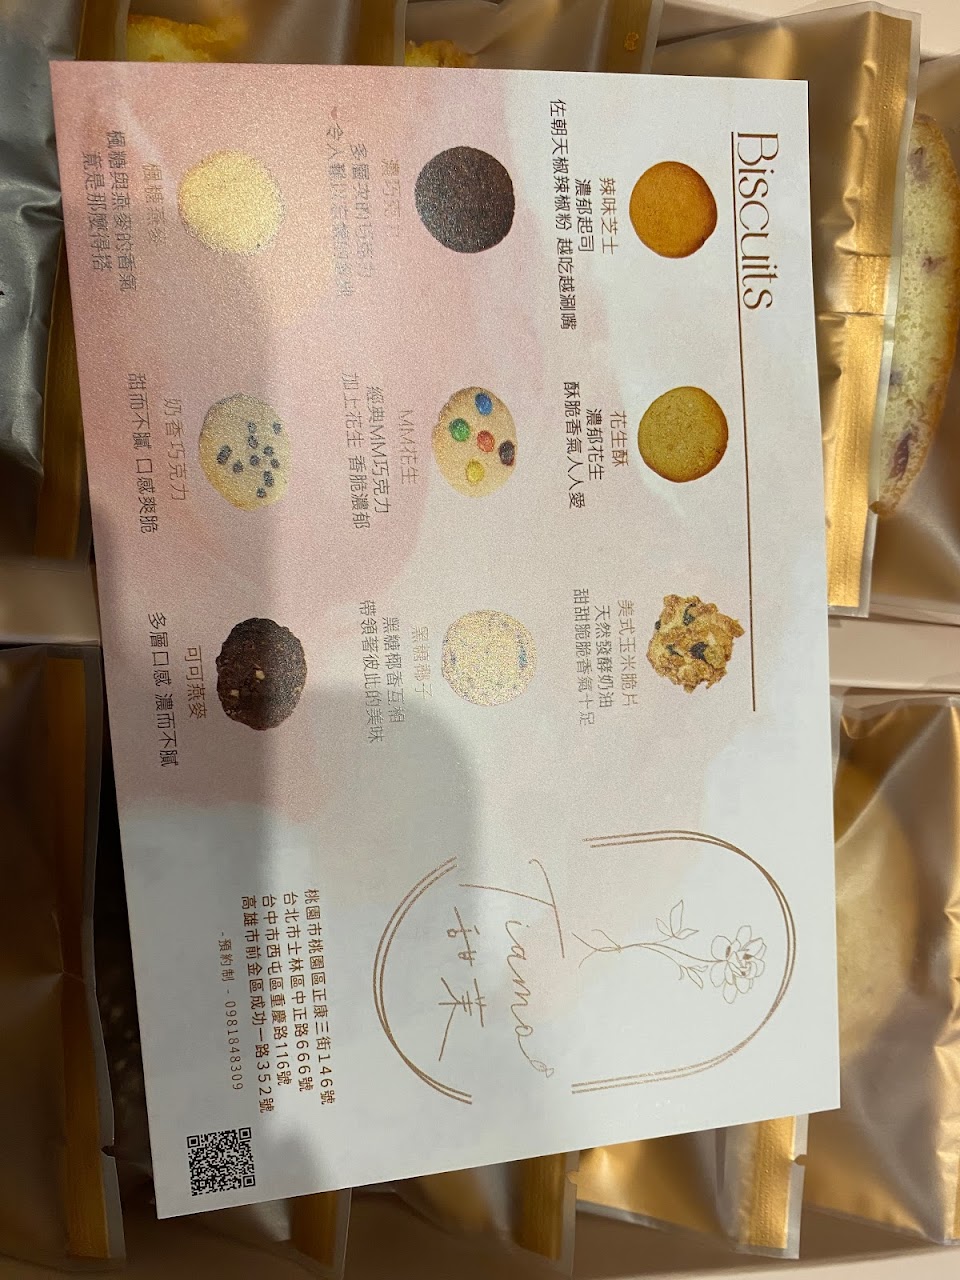 Biscuits
辣味芝士
濃郁起司
佐朝天椒辣椒粉 越吃越涮嘴
花生酥
濃郁花生
酥脆香氣人人愛
美式玉米脆片
天然發酵奶油
甜甜脆脆香氣十足
濃巧克
多層次的巧克力
令人難以
MM花生
經典MM巧克力
加上花生 香脆濃郁
黑糖椰子
黑糖椰香互相
帶領著彼此的美味
楓糖燕麥
楓糖與燕麥的香氣
竟是那麼得搭
奶香巧克力
甜而不膩 口感爽脆
可可燕麥
多層口感 濃而不膩
Tiamo
甜茉
桃園市桃園區正康三街146號
台北市士林區中正路666號
台中市西屯區重慶路116號
高雄市前金區成功一路352號
-預約制 - 0981848309